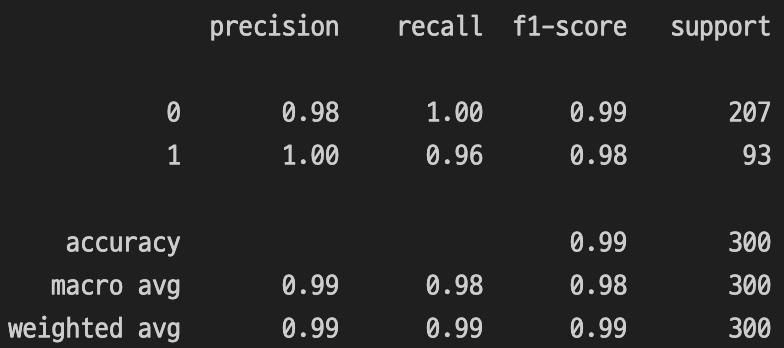 precision recall f1-score support
0 0.98 1.00 0.99 207
1 1.00 0.96 0.98 93
accuracy 0.99 300
macro avg 0.99 0.98 0.98 300
weighted avg 0.99 0.99 0.99 300